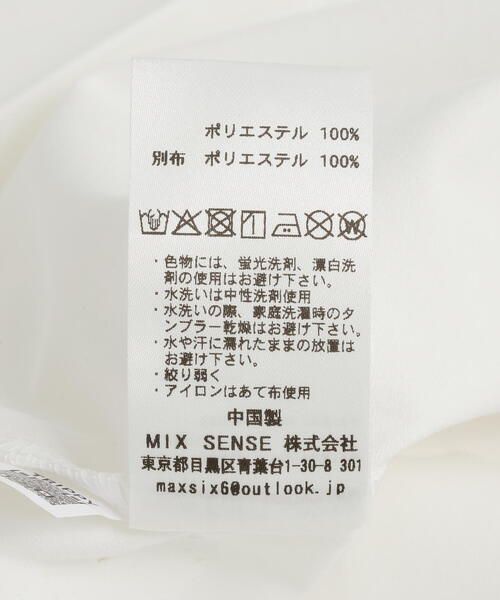 ポリエステル 100%
別布 ポリエステル 100%
・色物には、蛍光洗剤、漂白洗
剤の使用はお避け下さい。
・水洗いは中性洗剤使用
・水洗いの際、家庭洗濯時のタ
ンブラー乾燥はお避け下さい。
・水や汗に濡れたままの放置は
お避け下さい。
・絞り弱く
・アイロンはあて布使用
中国製
MIX SENSE 株式会社
東京都目黒区青葉台1-30-8 301
maxsix6@outlook.jp